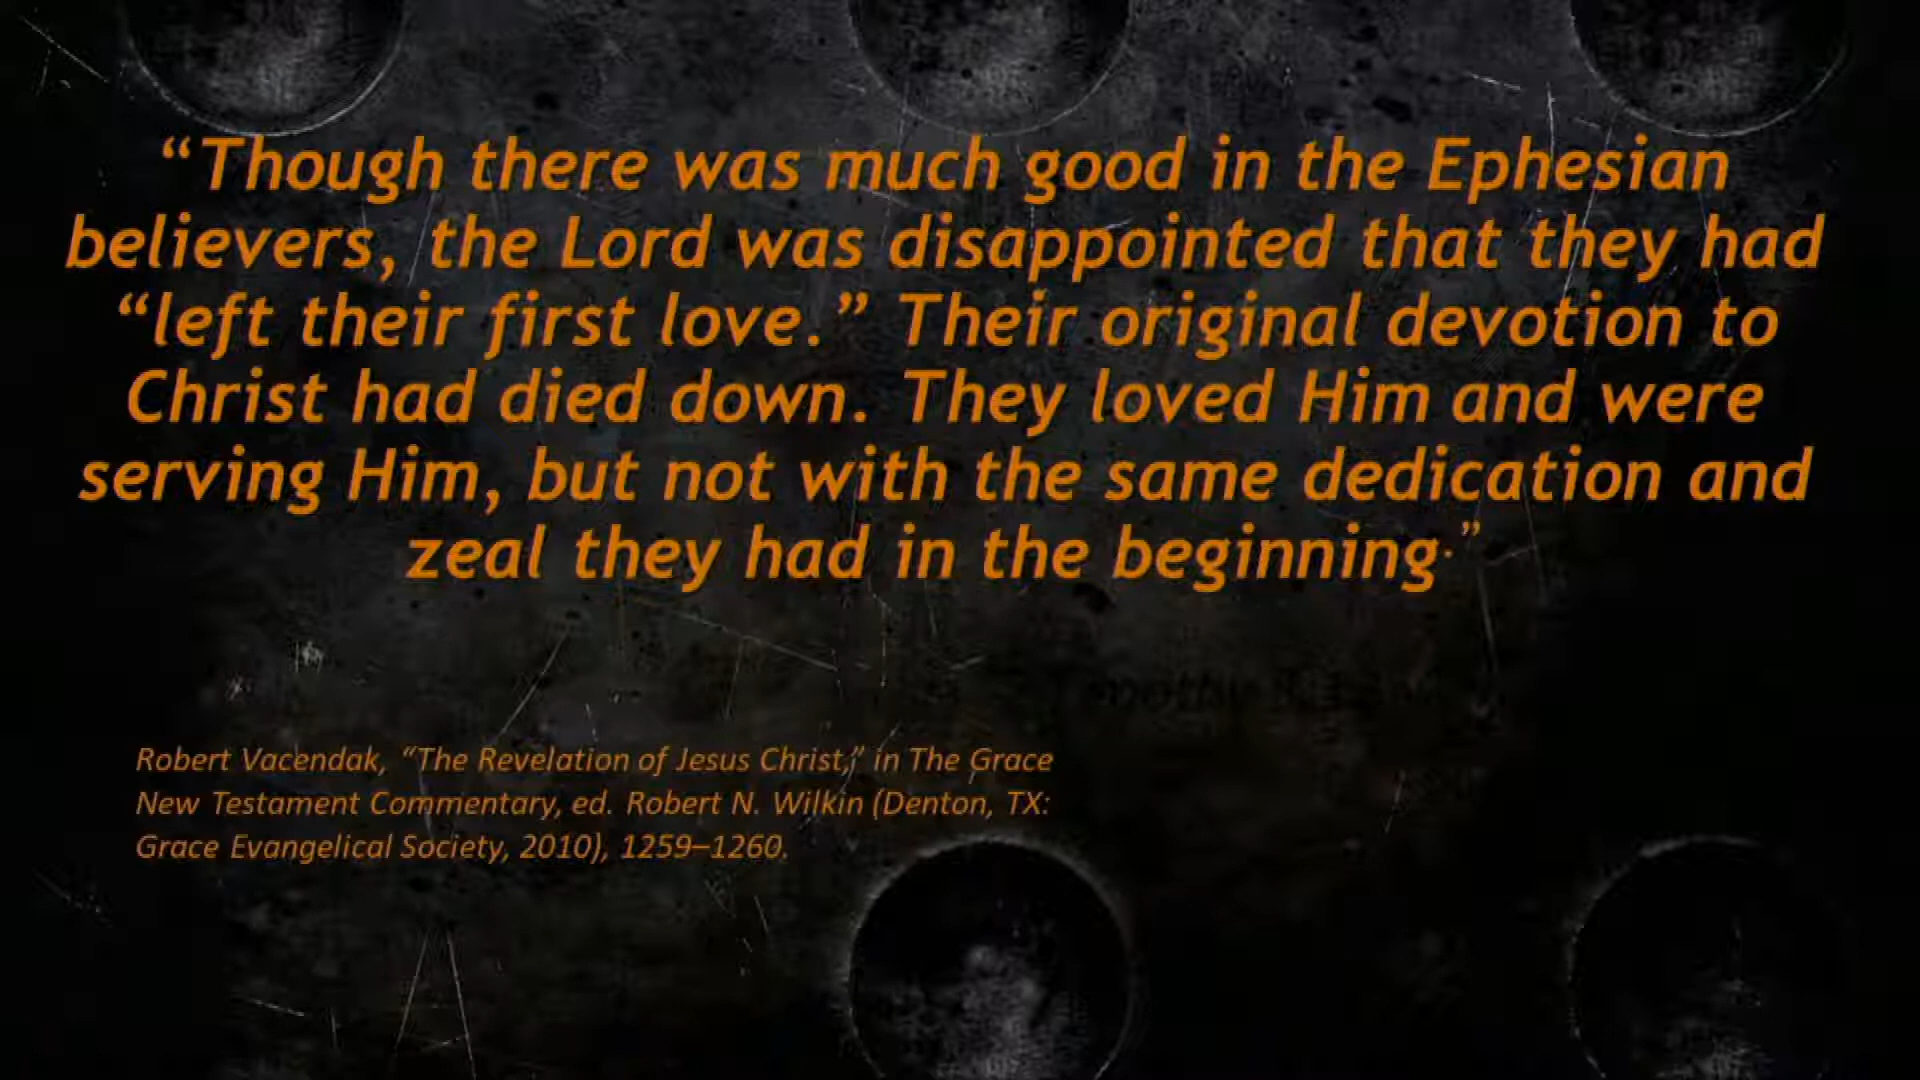 “Though there was much good in the Ephesian
believers, the Lord was disappointed that they had
“left their first love.” Their original devotion to
Christ had died down. They loved Him and were
serving Him, but not with the same dedication and
zeal they had in the beginning.”
Robert Vacendak, “The Revelation of Jesus Christ,” in The Grace
New Testament Commentary, ed. Robert N. Wilkin (Denton, TX:
Grace Evangelical Society, 2010), 1259–1260.